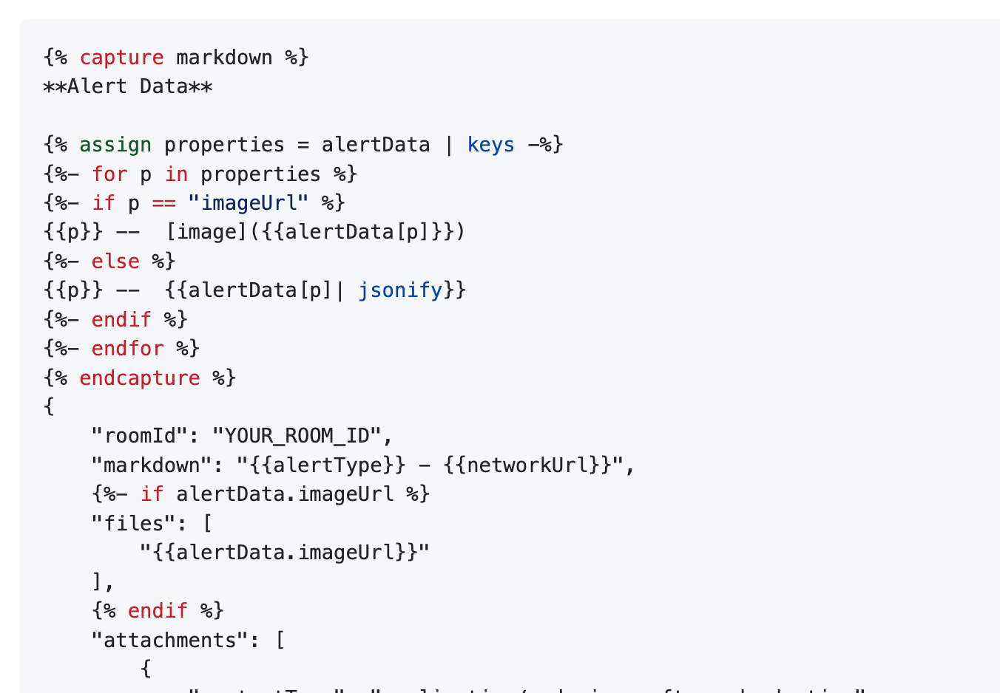 {% capture markdown %}
**Alert Data**

{% assign properties = alertData | keys -%}
{%- for p in properties %}
{%- if p == "imageUrl" %}
{{p}} --  [image]({{alertData[p]}})
{%- else %}
{{p}} --  {{alertData[p]| jsonify}}
{%- endif %}
{%- endfor %}
{% endcapture %}
{
    "roomId": "YOUR_ROOM_ID",
    "markdown": "{{alertType}} - {{networkUrl}}",
    {%- if alertData.imageUrl %}
    "files": [
        "{{alertData.imageUrl}}"
    ],
    {% endif %}
    "attachments": [
        {